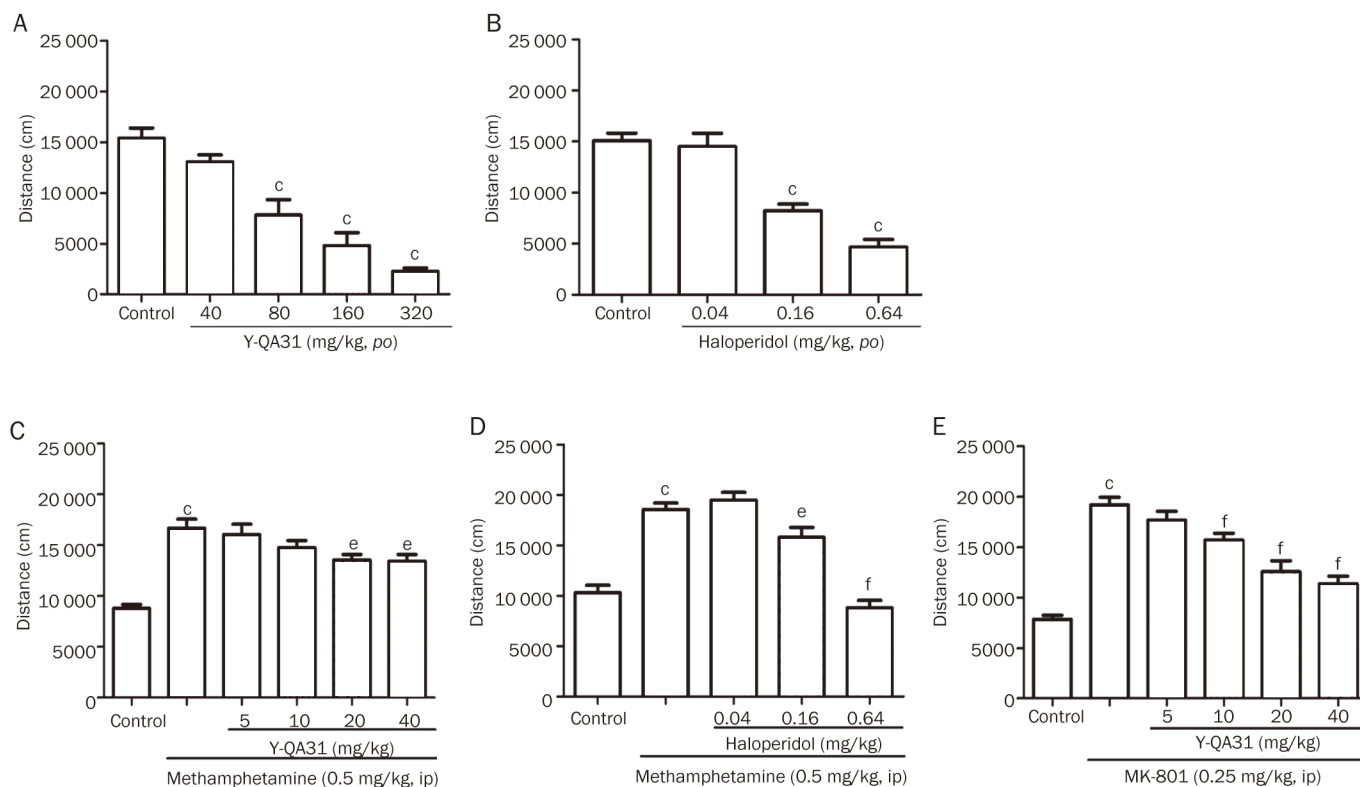 A
25 000
20 000
15 000
10 000
5000
0
Distance (cm)
c
c
c
Control
40
80
160
320
Y-QA31 (mg/kg, po)
B
25 000
20 000
15 000
10 000
5000
0
Distance (cm)
c
c
Control
0.04
0.16
0.64
Haloperidol (mg/kg, po)
C
25 000
20 000
15 000
10 000
5000
0
Distance (cm)
c
e
e
Control
5
10
20
40
Y-QA31 (mg/kg)
Methamphetamine (0.5 mg/kg, ip)
D
25 000
20 000
15 000
10 000
5000
0
Distance (cm)
c
e
f
Control
0.04
0.16
0.64
Haloperidol (mg/kg)
Methamphetamine (0.5 mg/kg, ip)
E
25 000
20 000
15 000
10 000
5000
0
Distance (cm)
c
f
f
f
Control
5
10
20
40
Y-QA31 (mg/kg)
MK-801 (0.25 mg/kg, ip)